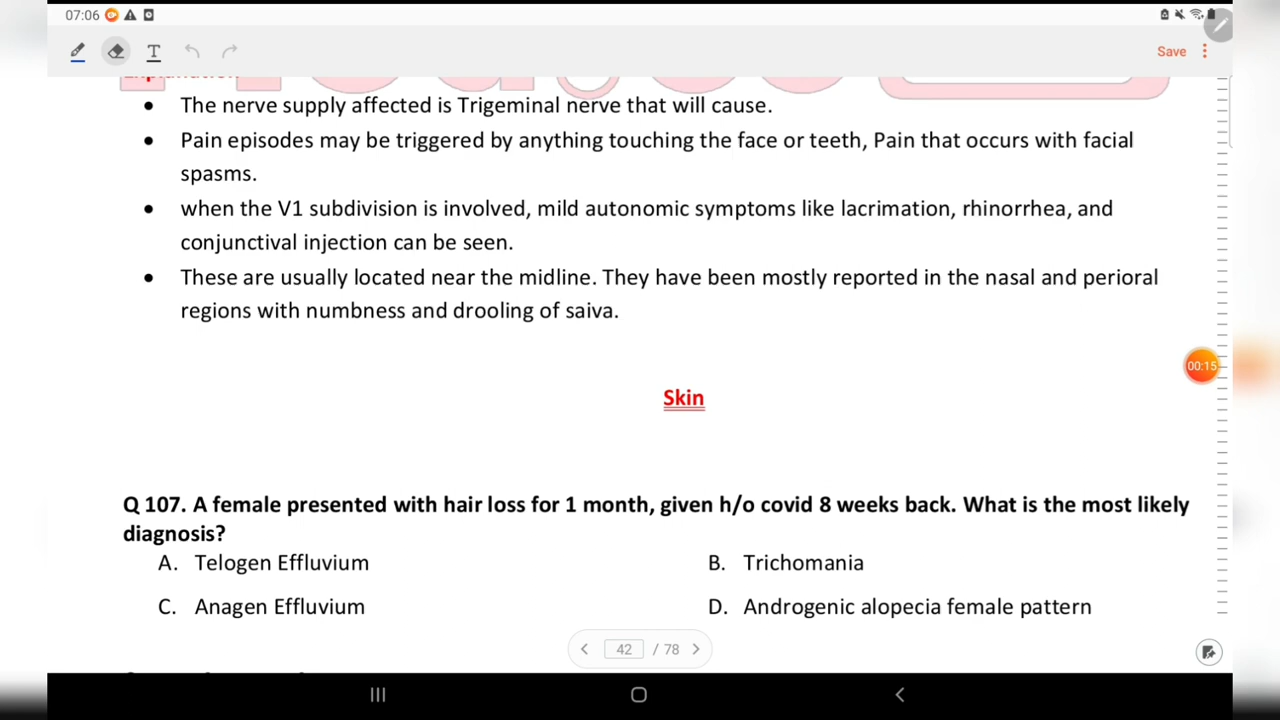 07:06
Save
• The nerve supply affected is Trigeminal nerve that will cause.
• Pain episodes may be triggered by anything touching the face or teeth, Pain that occurs with facial
spasms.
• when the V1 subdivision is involved, mild autonomic symptoms like lacrimation, rhinorrhea, and
conjunctival injection can be seen.
• These are usually located near the midline. They have been mostly reported in the nasal and perioral
regions with numbness and drooling of saiva.
00:15
Skin
Q 107. A female presented with hair loss for 1 month, given h/o covid 8 weeks back. What is the most likely
diagnosis?
A. Telogen Effluvium B. Trichomania
C. Anagen Effluvium D. Androgenic alopecia female pattern
42 / 78